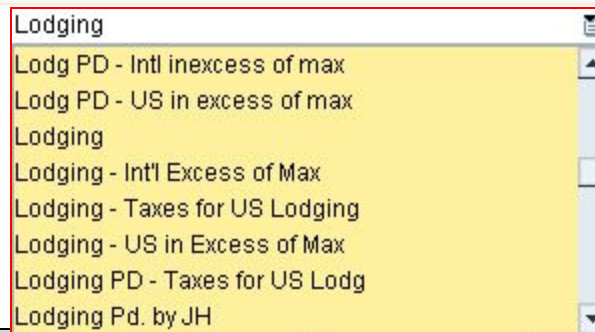 Lodging
Lodg PD - Intl inexcess of max
Lodg PD - US in excess of max
Lodging
Lodging - Int'l Excess of Max
Lodging - Taxes for US Lodging
Lodging - US in Excess of Max
Lodging PD - Taxes for US Lodg
Lodging Pd. by JH